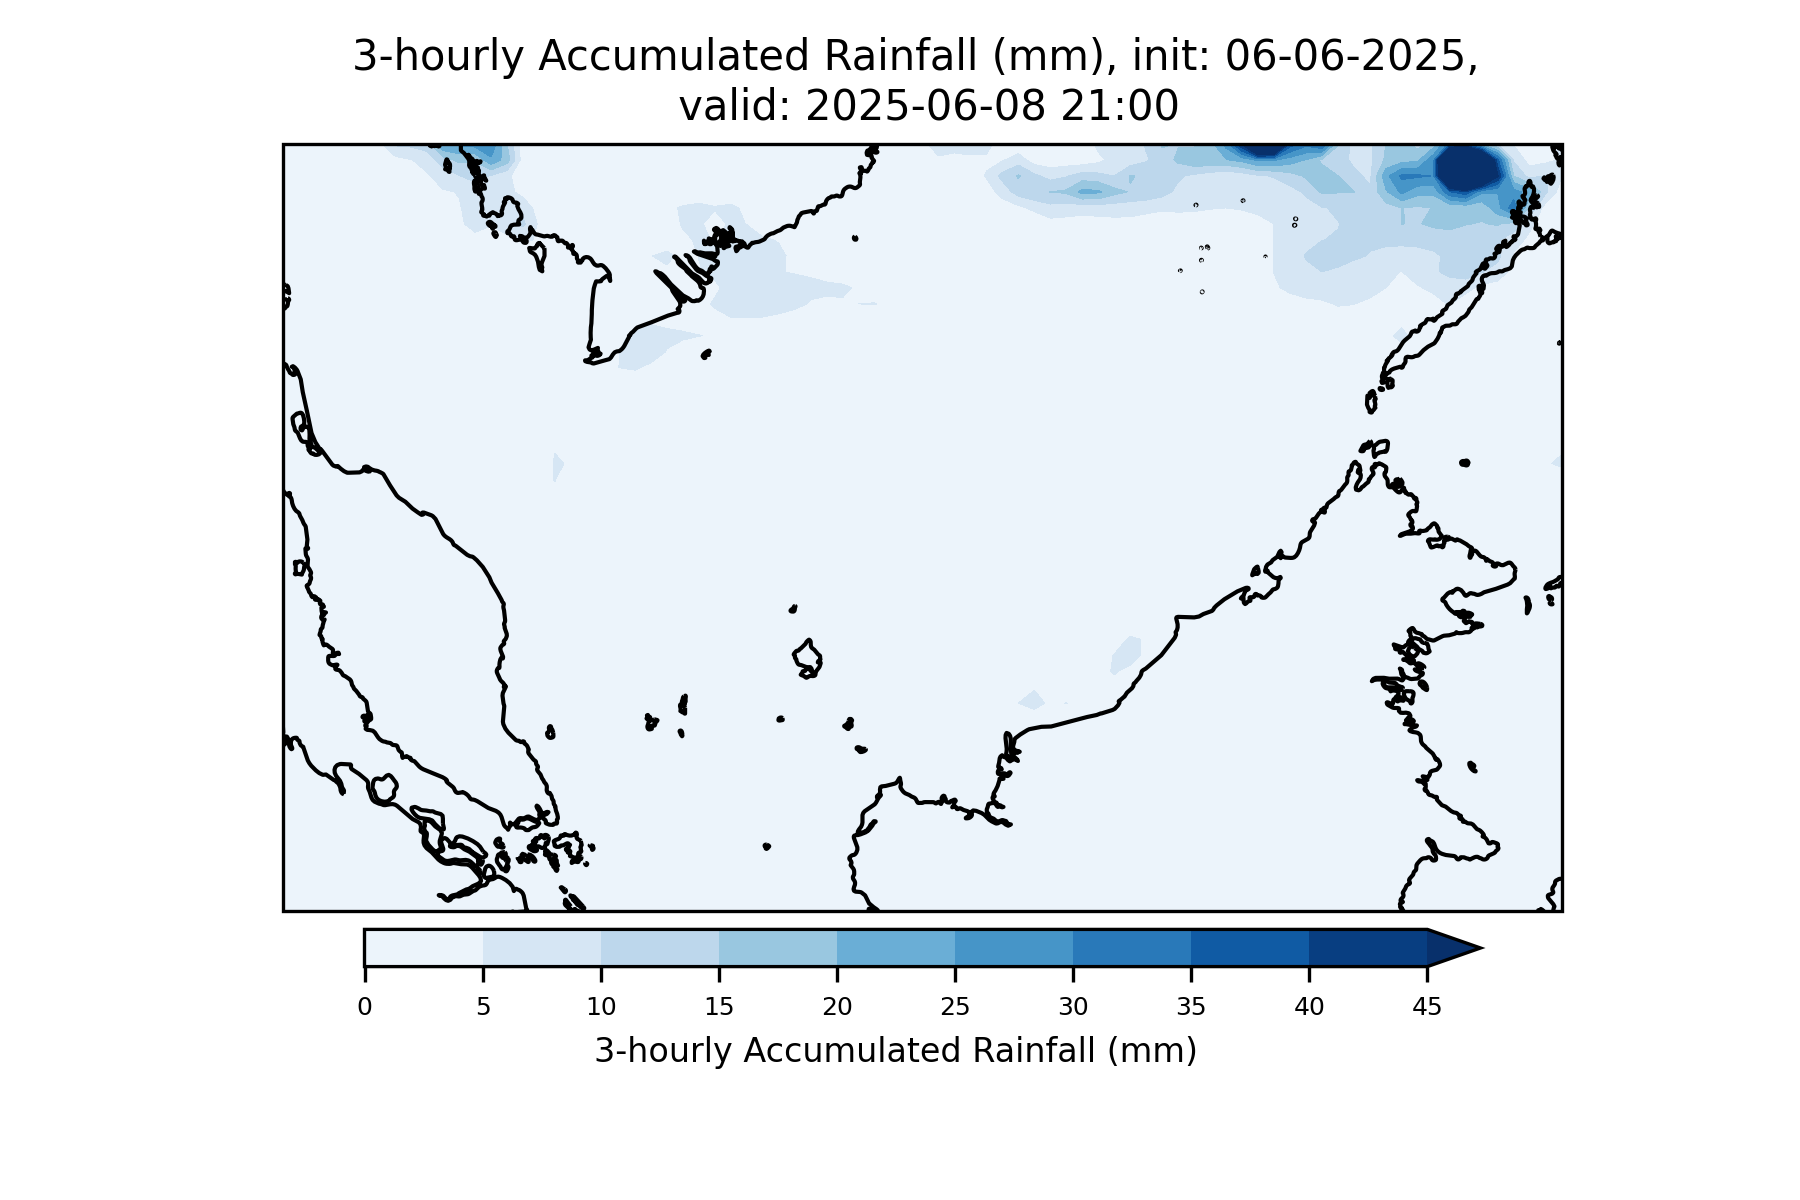 3-hourly Accumulated Rainfall (mm), init: 06-06-2025,
valid: 2025-06-08 21:00
0 5 10 15 20 25 30 35 40 45
3-hourly Accumulated Rainfall (mm)